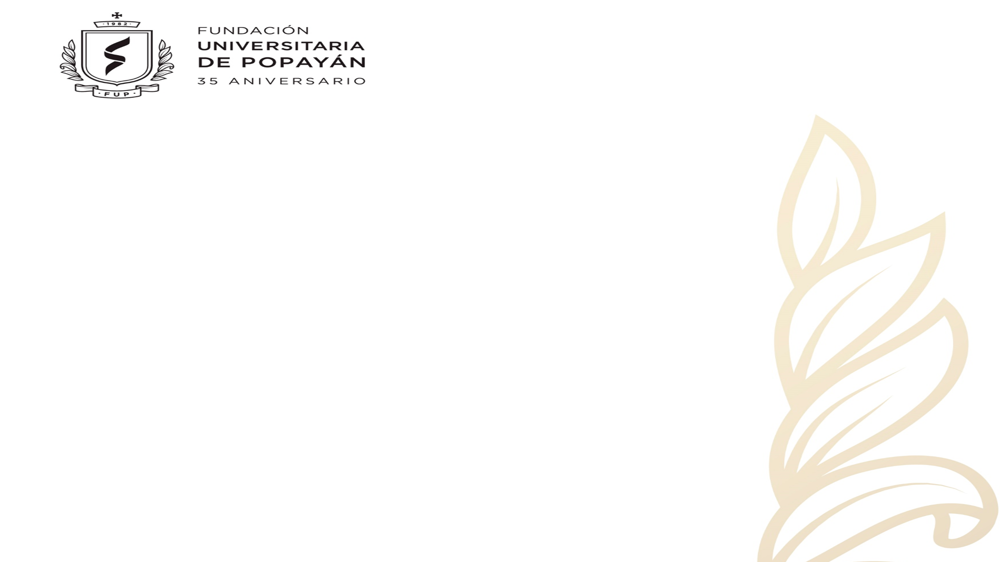 ·1982·
·FUP·
FUNDACIÓN
UNIVERSITARIA
DE POPAYÁN
35 ANIVERSARIO